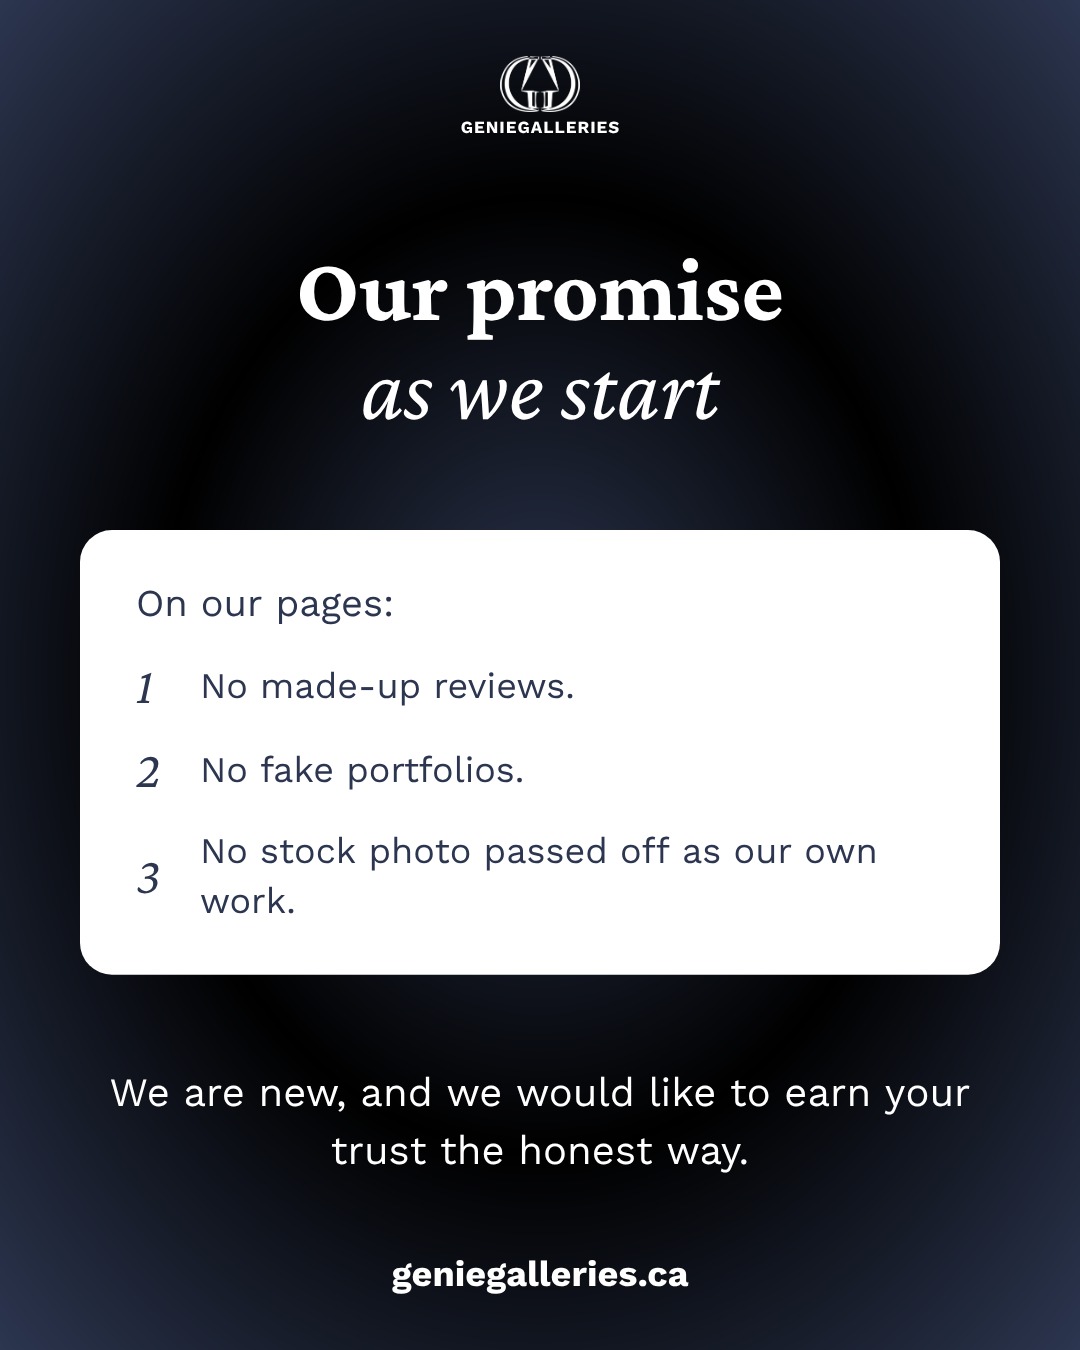 GENIEGALLERIES
Our promise
as we start
On our pages:
1 No made-up reviews.
2 No fake portfolios.
3 No stock photo passed off as our own
work.
We are new, and we would like to earn your
trust the honest way.
geniegalleries.ca